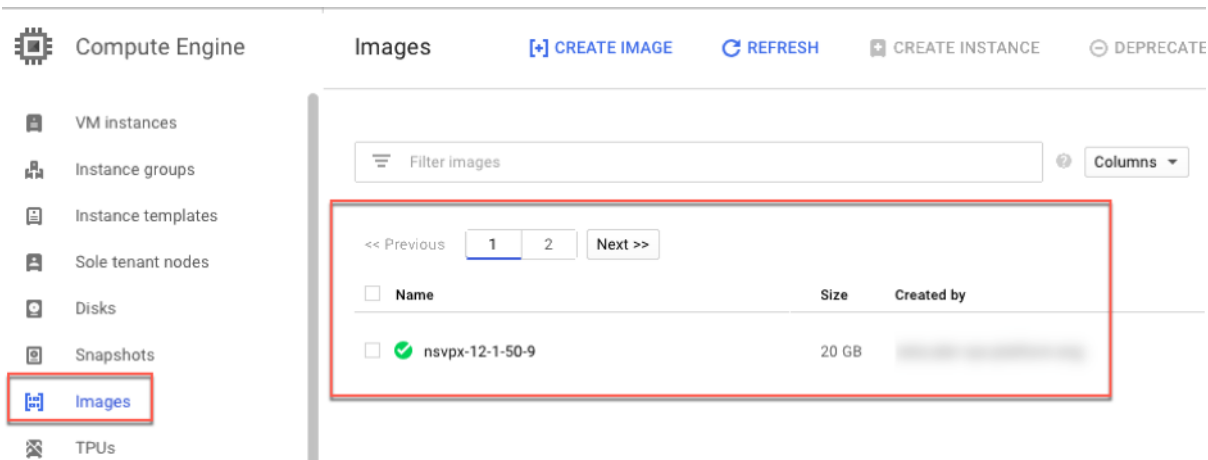 Compute Engine
Images
[+] CREATE IMAGE
REFRESH
CREATE INSTANCE
DEPRECATE
VM instances
Instance groups
Instance templates
Sole tenant nodes
Disks
Snapshots
Images
TPUs
Filter images
Columns
<< Previous
1
2
Next >>
Name
Size
Created by
nsvpx-12-1-50-9
20 GB